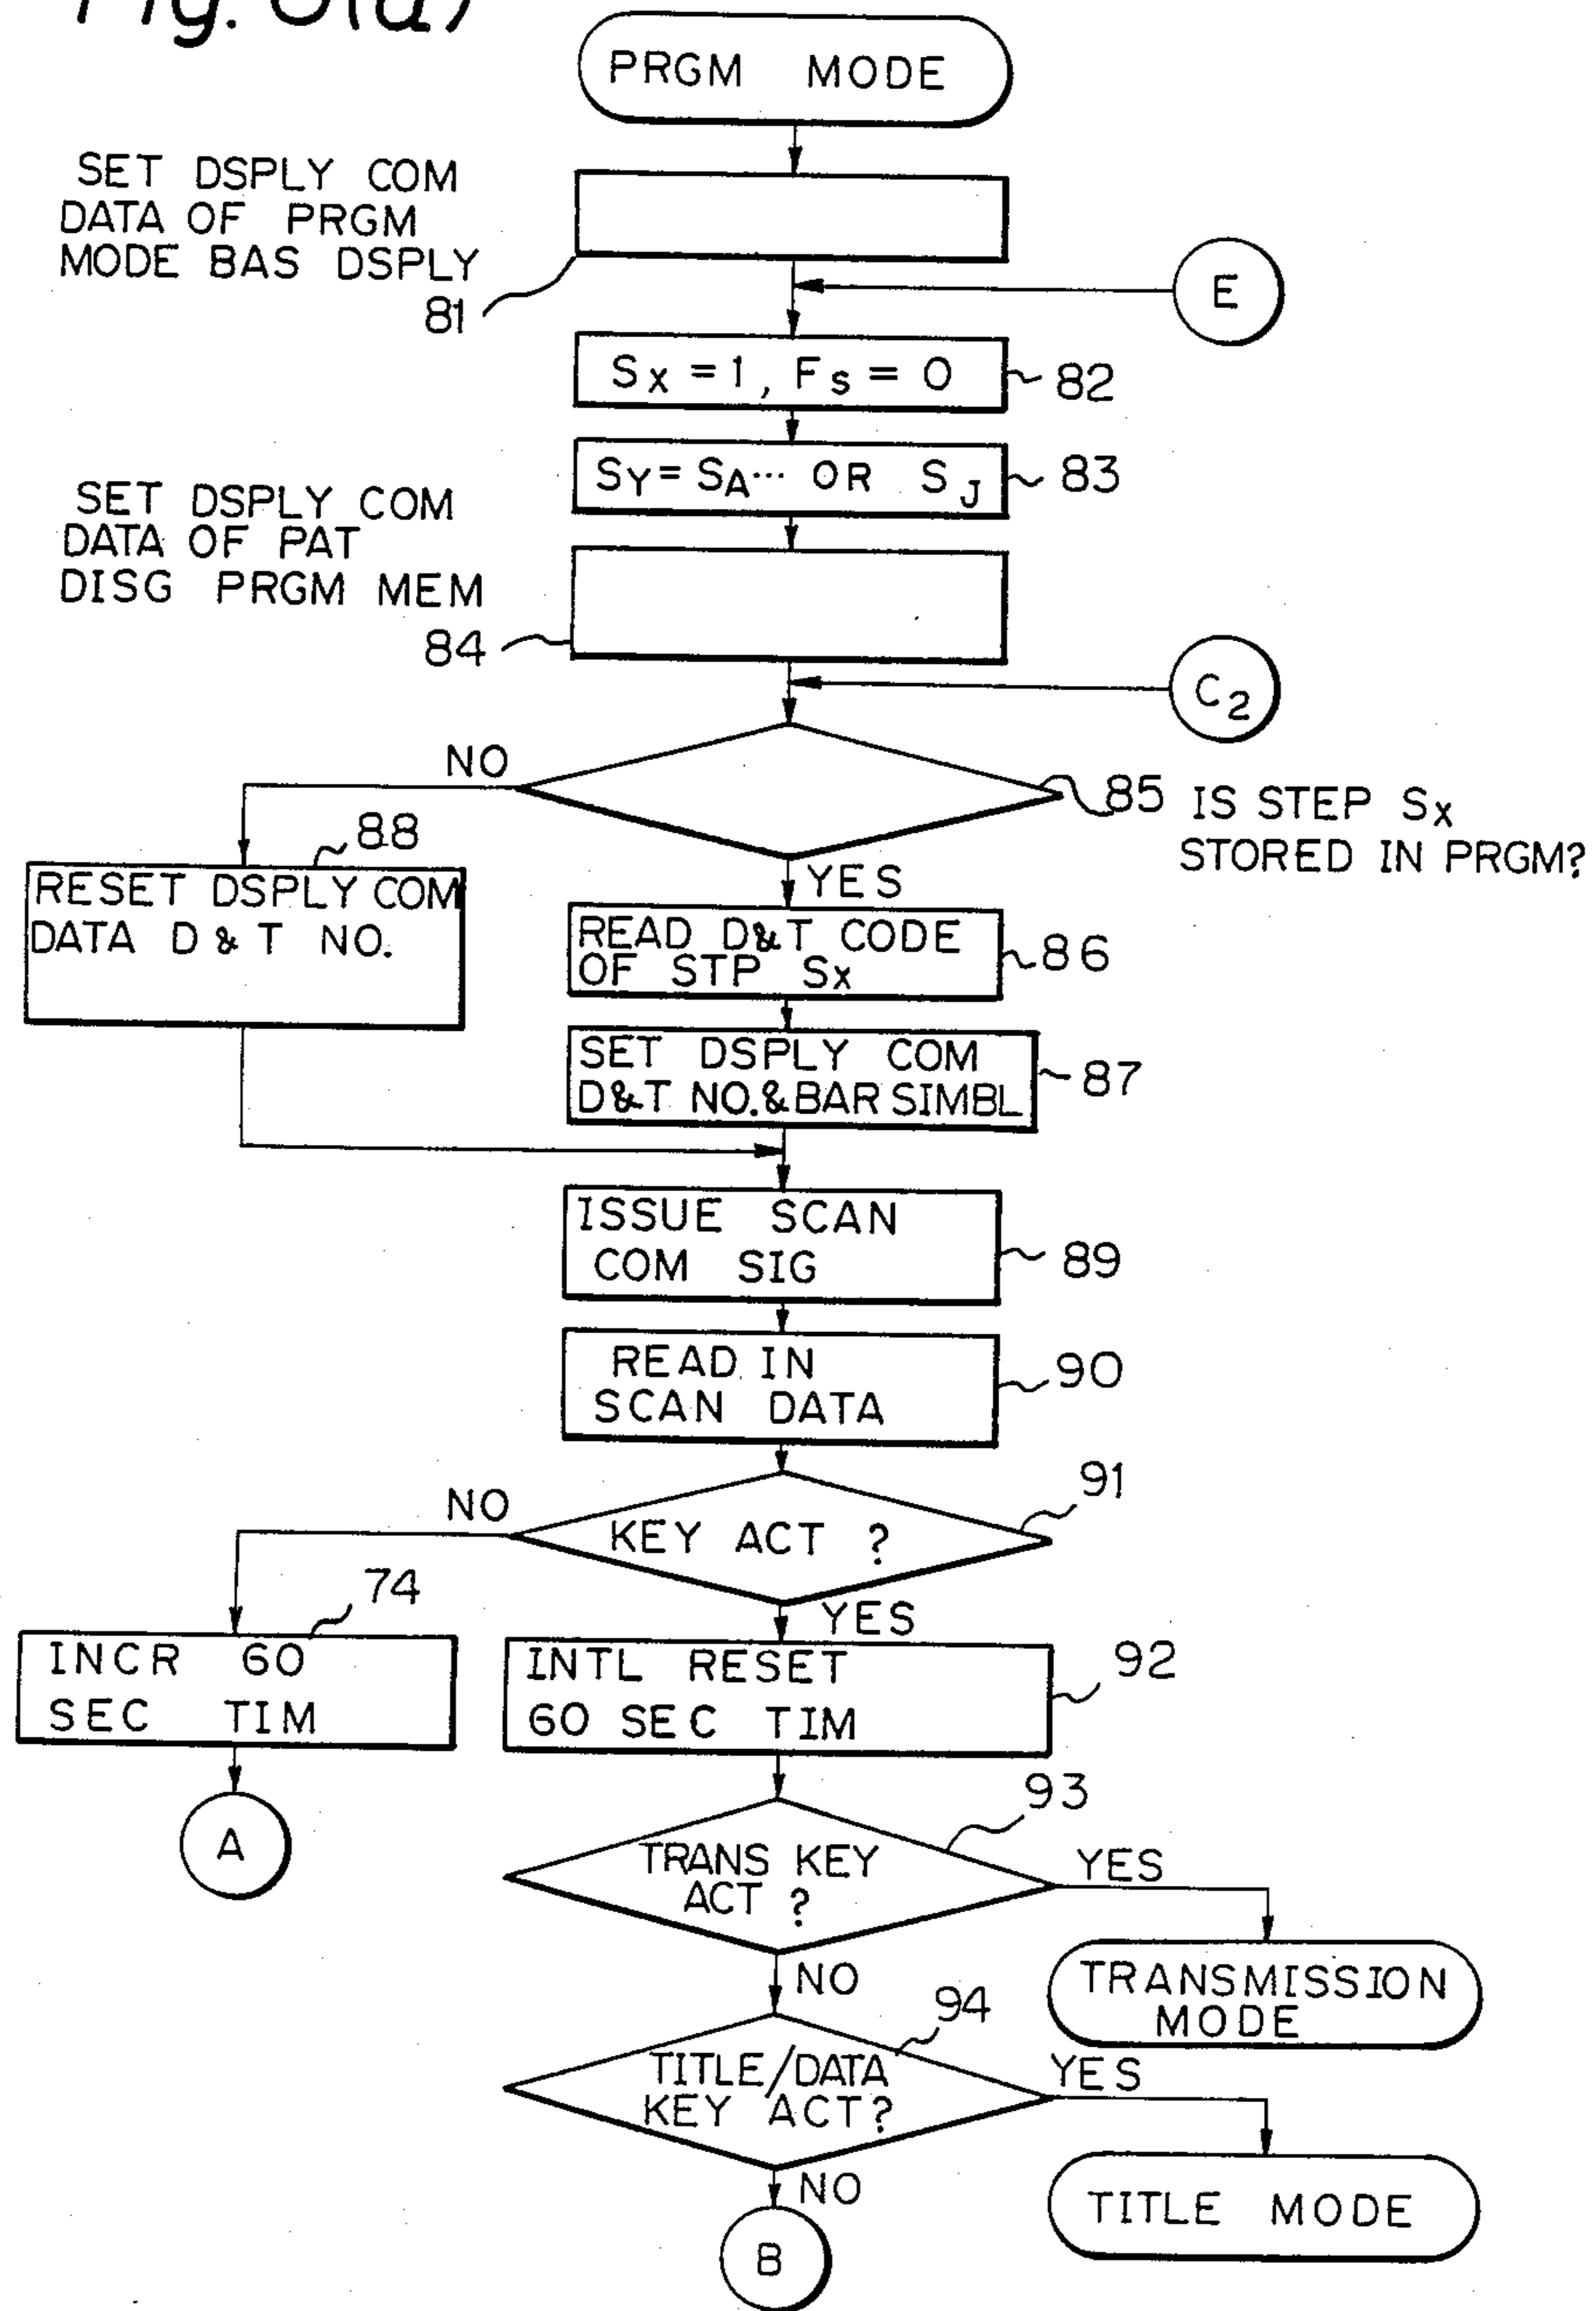 PRGM MODE
SET DSPLY COM
DATA OF PRGM
MODE BAS DSPLY
81
E
Sx = 1, Fs = 0
82
SY = SA... OR SJ
83
SET DSPLY COM
DATA OF PAT
DISG PRGM MEM
84
C2
NO
85
IS STEP Sx
STORED IN PRGM?
88
YES
RESET DSPLY COM
DATA D & T NO.
READ D&T CODE
OF STP Sx
86
SET DSPLY COM
D&T NO.&BAR SIMBL
87
ISSUE SCAN
COM SIG
89
READ IN
SCAN DATA
90
91
NO
KEY ACT ?
74
YES
INCR 60
SEC TIM
INTL RESET
60 SEC TIM
92
A
93
TRANS KEY
ACT ?
YES
NO
TRANSMISSION
MODE
94
TITLE/DATA
KEY ACT?
YES
NO
TITLE MODE
B